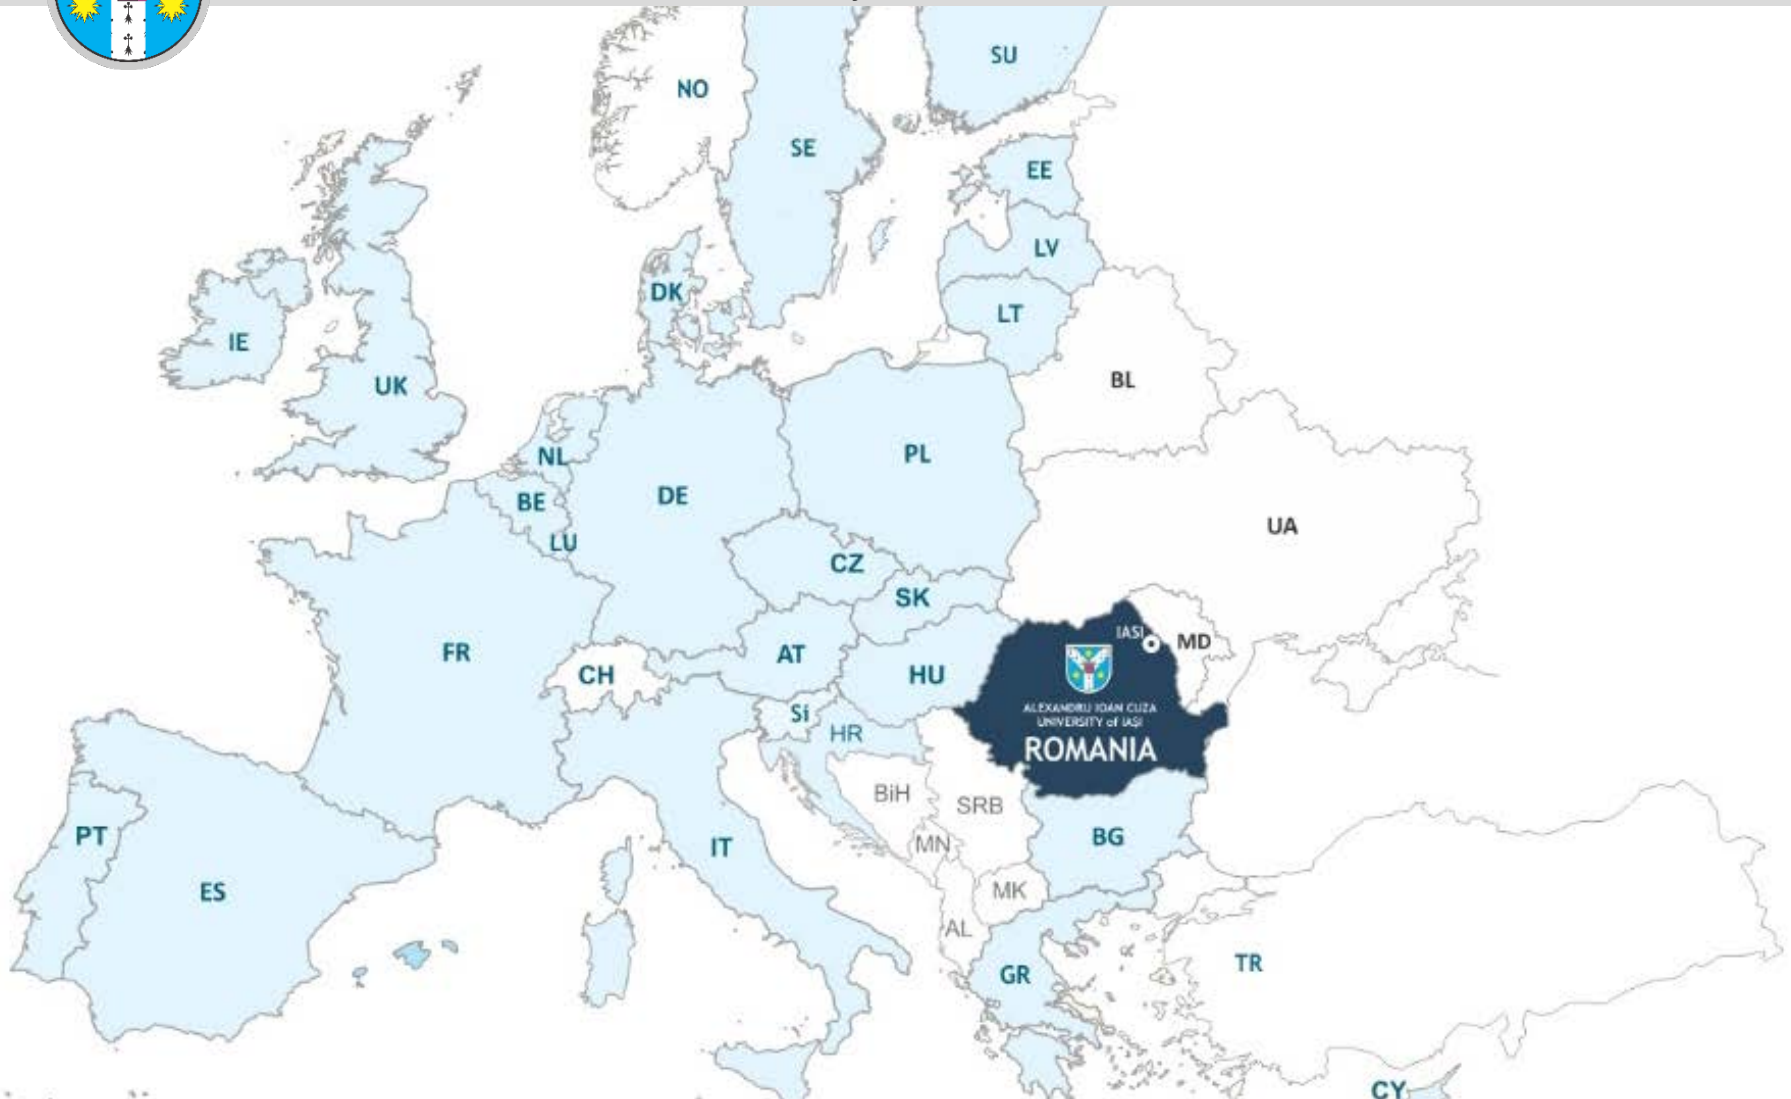 SU
NO
SE
EE
LV
DK
LT
IE
BL
UK
PL
NL
DE
BE
UA
LU
CZ
SK
IASI
MD
FR
AT
CH
HU
ALEXANDRU IOAN CUZA
UNIVERSITY of IAȘI
ROMANIA
Si
HR
BiH
SRB
PT
BG
MN
IT
ES
MK
AL
TR
GR
CY